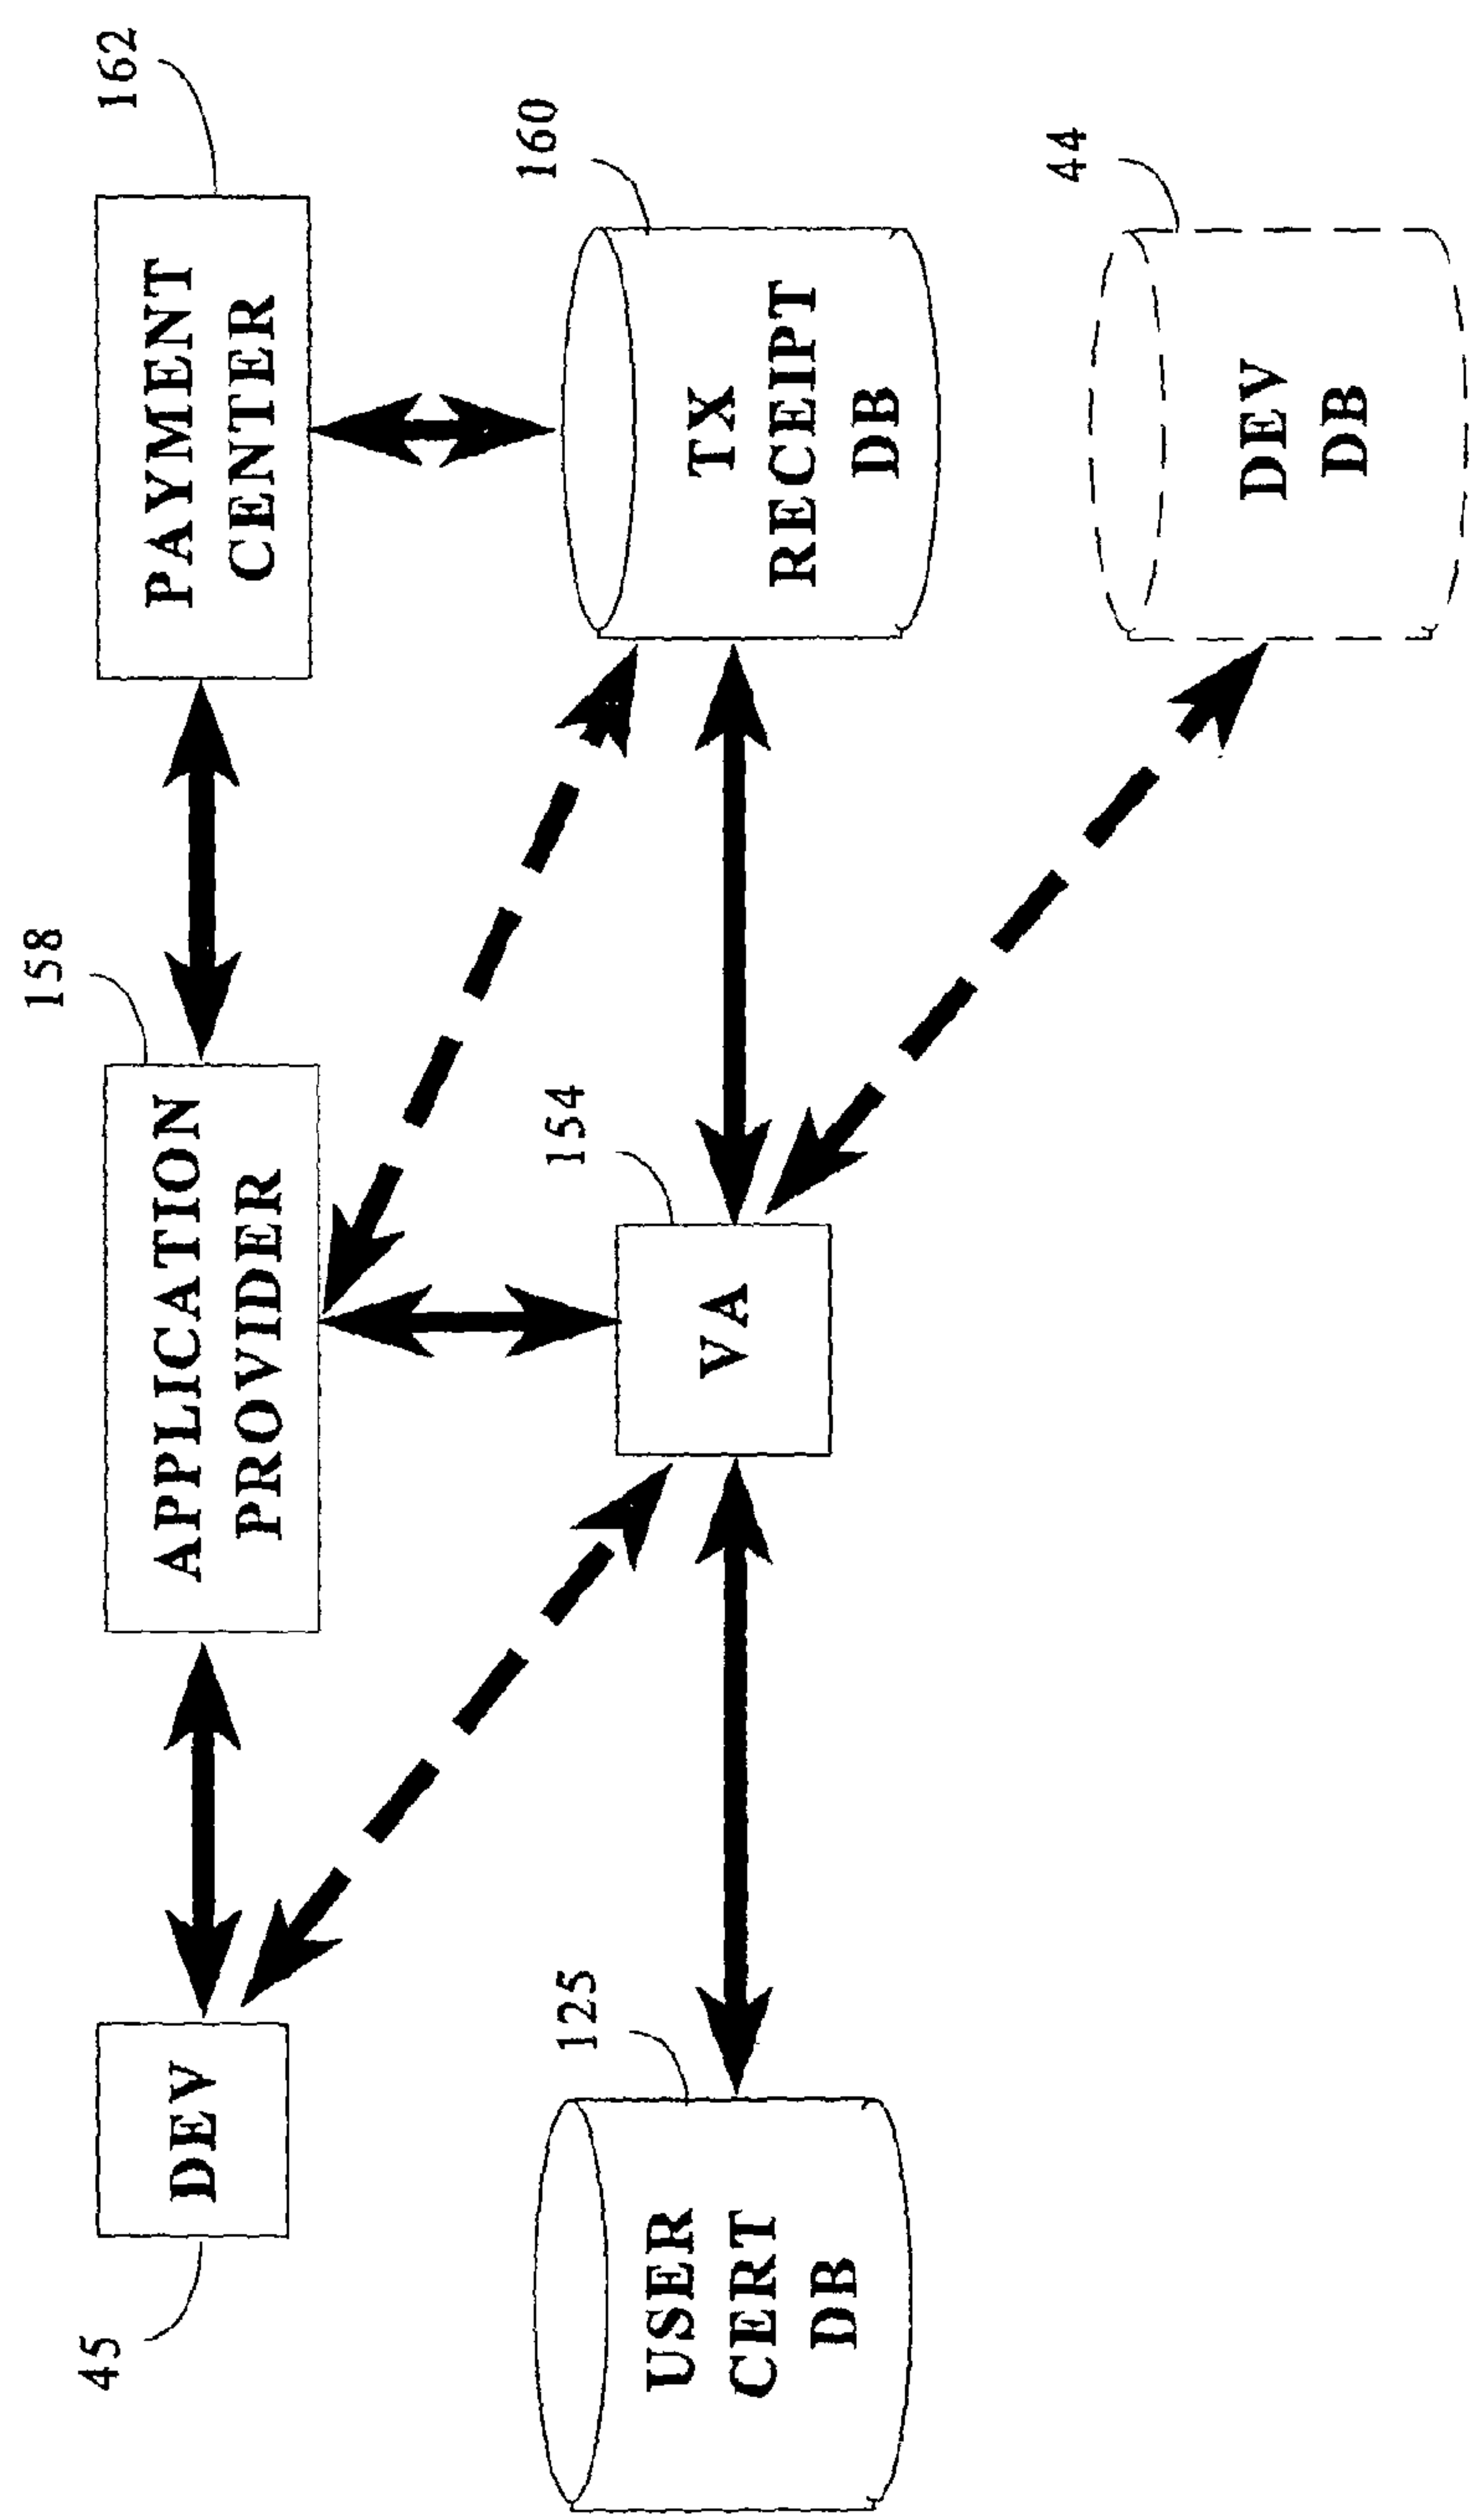 45
DEV
158
APPLICATION
PROVIDER
162
PAYMENT
CENTER
125
USER
CERT
DB
154
VA
160
TX
RECEIPT
DB
44
DEV
DB